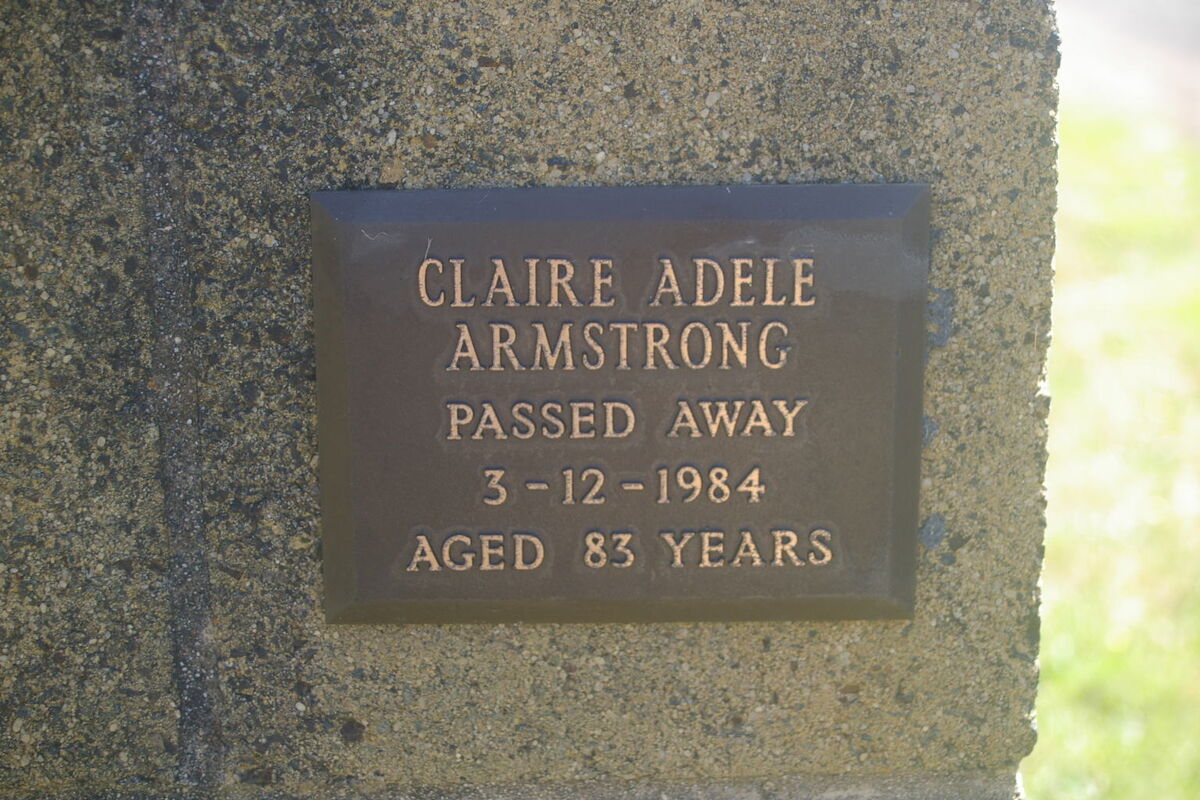 CLAIRE ADELE
ARMSTRONG
PASSED AWAY
3-12-1984
AGED 83 YEARS